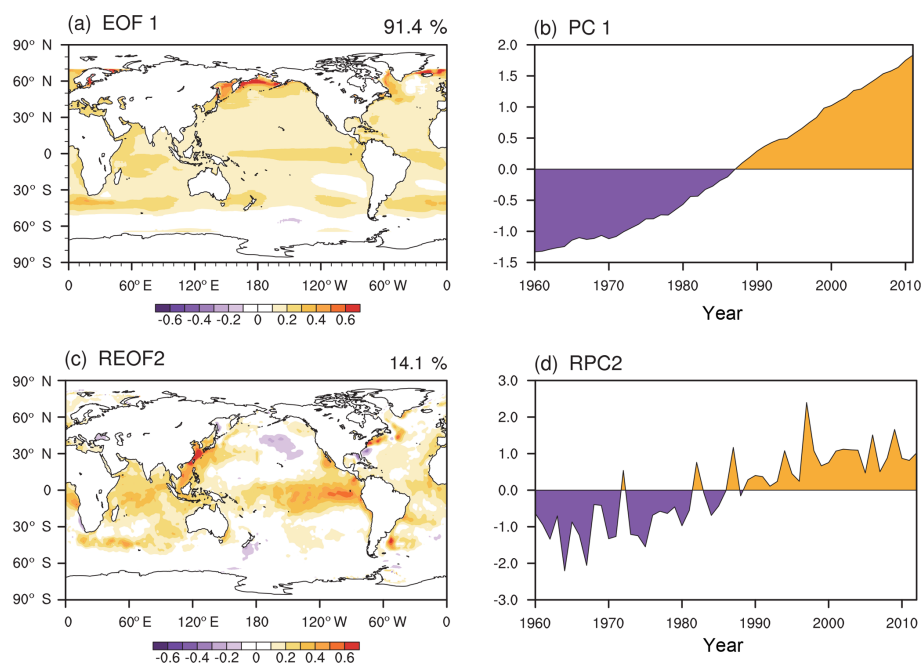 (a) EOF 1 91.4 %
90° N
60° N
30° N
0
30° S
60° S
90° S
0 60° E 120° E 180 120° W 60° W 0
-0.6 -0.4 -0.2 0 0.2 0.4 0.6
(b) PC 1
2.0
1.5
1.0
0.5
0.0
-0.5
-1.0
-1.5
1960 1970 1980 1990 2000 2010
Year
(c) REOF2 14.1 %
90° N
60° N
30° N
0
30° S
60° S
90° S
0° 60° E 120° E 180 120° W 60° W 0°
-0.6 -0.4 -0.2 0 0.2 0.4 0.6
(d) RPC2
3.0
2.0
1.0
0.0
-1.0
-2.0
-3.0
1960 1970 1980 1990 2000 2010
Year